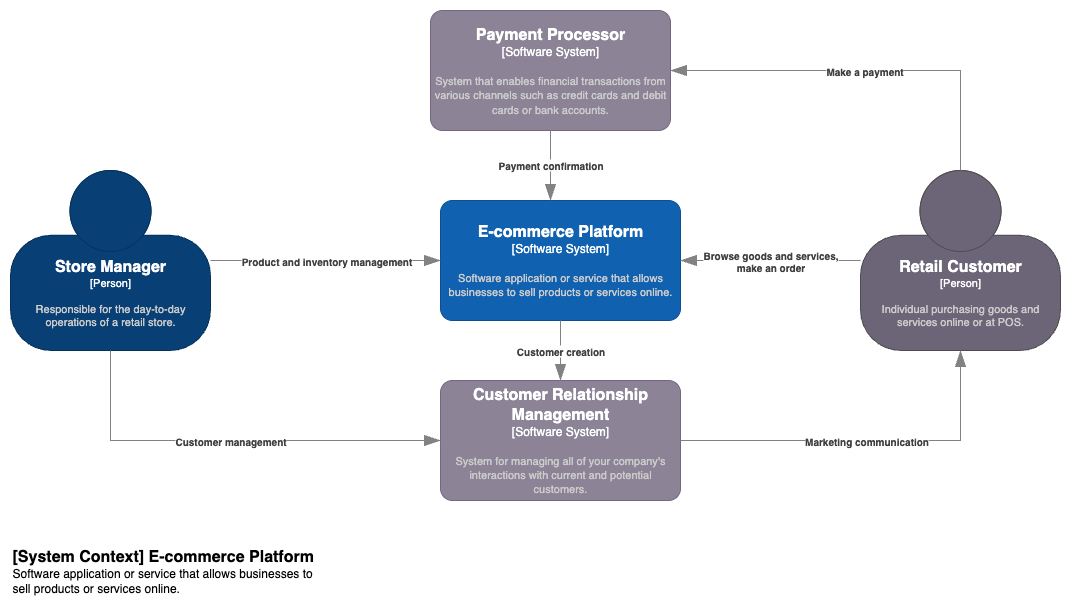 Payment Processor
[Software System]
System that enables financial transactions from
various channels such as credit cards and debit
cards or bank accounts.
Make a payment
Payment confirmation
Store Manager
[Person]
Responsible for the day-to-day
operations of a retail store.
Product and inventory management
E-commerce Platform
[Software System]
Software application or service that allows
businesses to sell products or services online.
Browse goods and services,
make an order
Retail Customer
[Person]
Individual purchasing goods and
services online or at POS.
Customer creation
Customer management
Customer Relationship
Management
[Software System]
System for managing all of your company's
interactions with current and potential
customers.
Marketing communication
[System Context] E-commerce Platform
Software application or service that allows businesses to
sell products or services online.